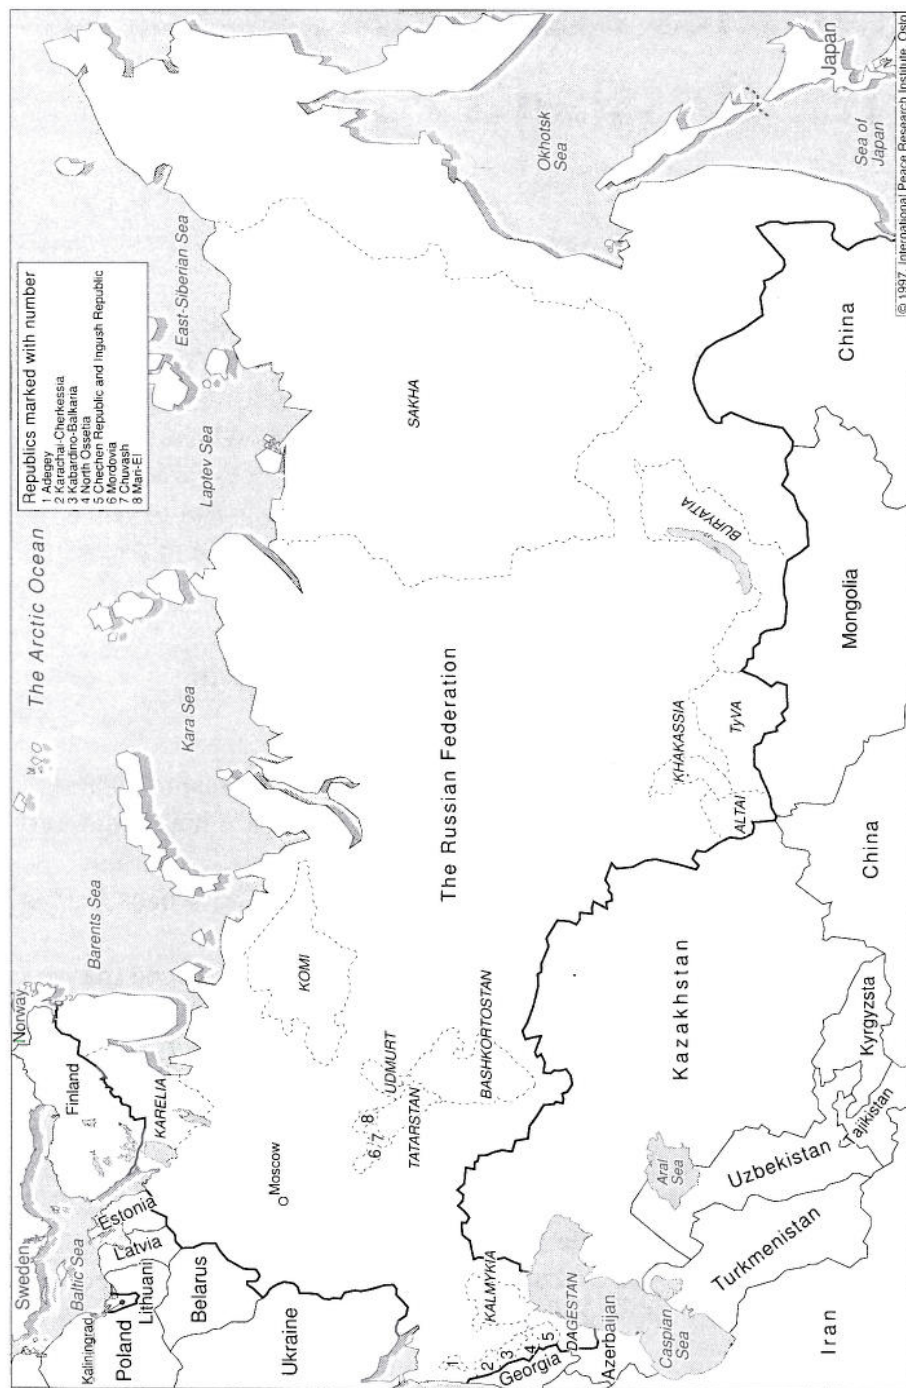 Republics marked with number
1 Adegey
2 Karachai-Cherkessia
3 Kabardino-Balkaria
4 North Ossetia
5 Chechen Republic and Ingush Republic
6 Mordovia
7 Chuvash
8 Mari-El
The Arctic Ocean
Barents Sea
Kara Sea
Laptev Sea
East-Siberian Sea
Norway
Sweden
Finland
Baltic Sea
Kaliningrad
Poland
Lithuani
Latvia
Estonia
Belarus
Ukraine
KARELIA
Moscow
KOMI
6
7
8
UDMURT
TATARSTAN
BASHKORTOSTAN
The Russian Federation
SAKHA
Okhotsk
Sea
KALMYKIA
1
2
3
4
5
DAGESTAN
Georgia
Azerbaijan
Caspian
Sea
Iran
Aral
Sea
Turkmenistan
Uzbekistan
ajikistan
Kyrgyzsta
Kazakhstan
KHAKASSIA
ALTAI
TyVA
BURYATIA
China
Mongolia
China
Sea of
Japan
Japan
© 1997, International Peace Research Institute, Oslo